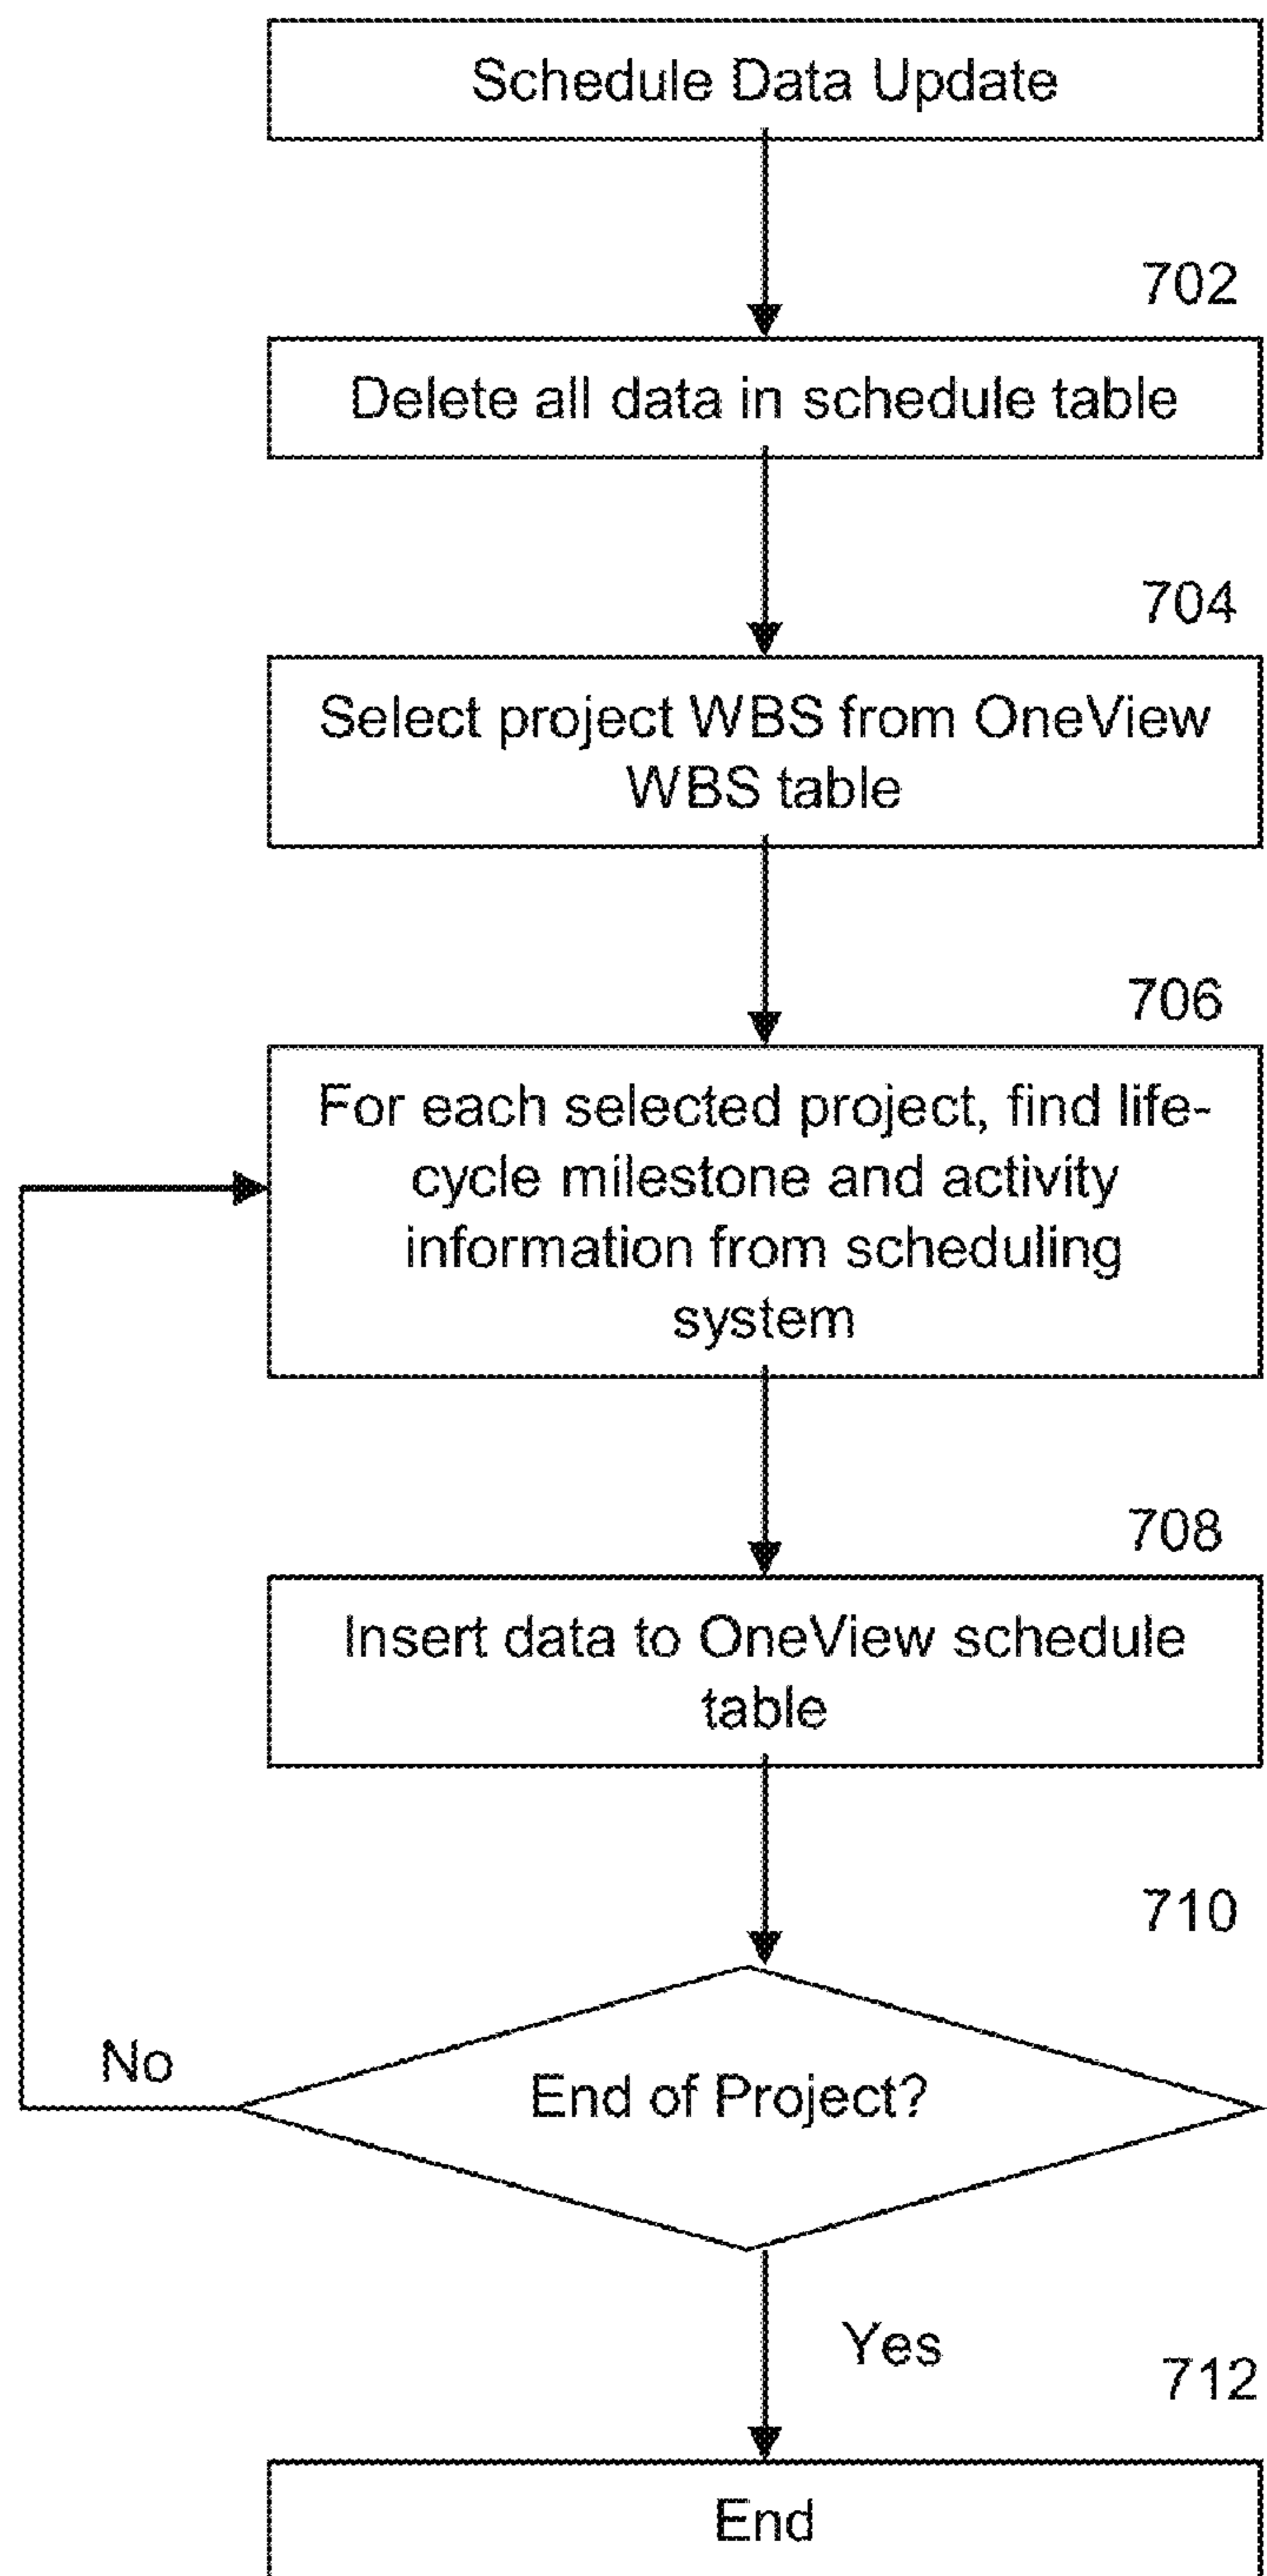 Schedule Data Update
702
Delete all data in schedule table
704
Select project WBS from OneView
WBS table
706
For each selected project, find life-
cycle milestone and activity
information from scheduling
system
708
Insert data to OneView schedule
table
710
No
End of Project?
Yes
712
End